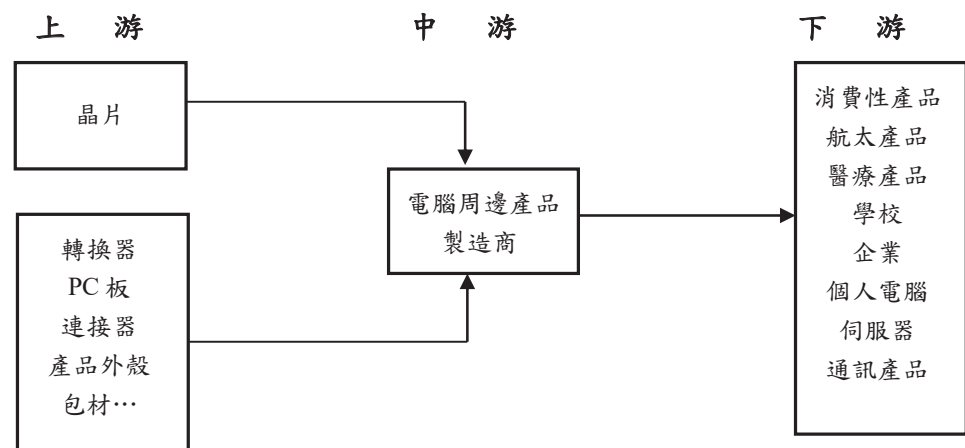 上 游
中 游
下 游
晶片
轉換器
PC 板
連接器
產品外殼
包材…
電腦周邊產品
製造商
消費性產品
航太產品
醫療產品
學校
企業
個人電腦
伺服器
通訊產品